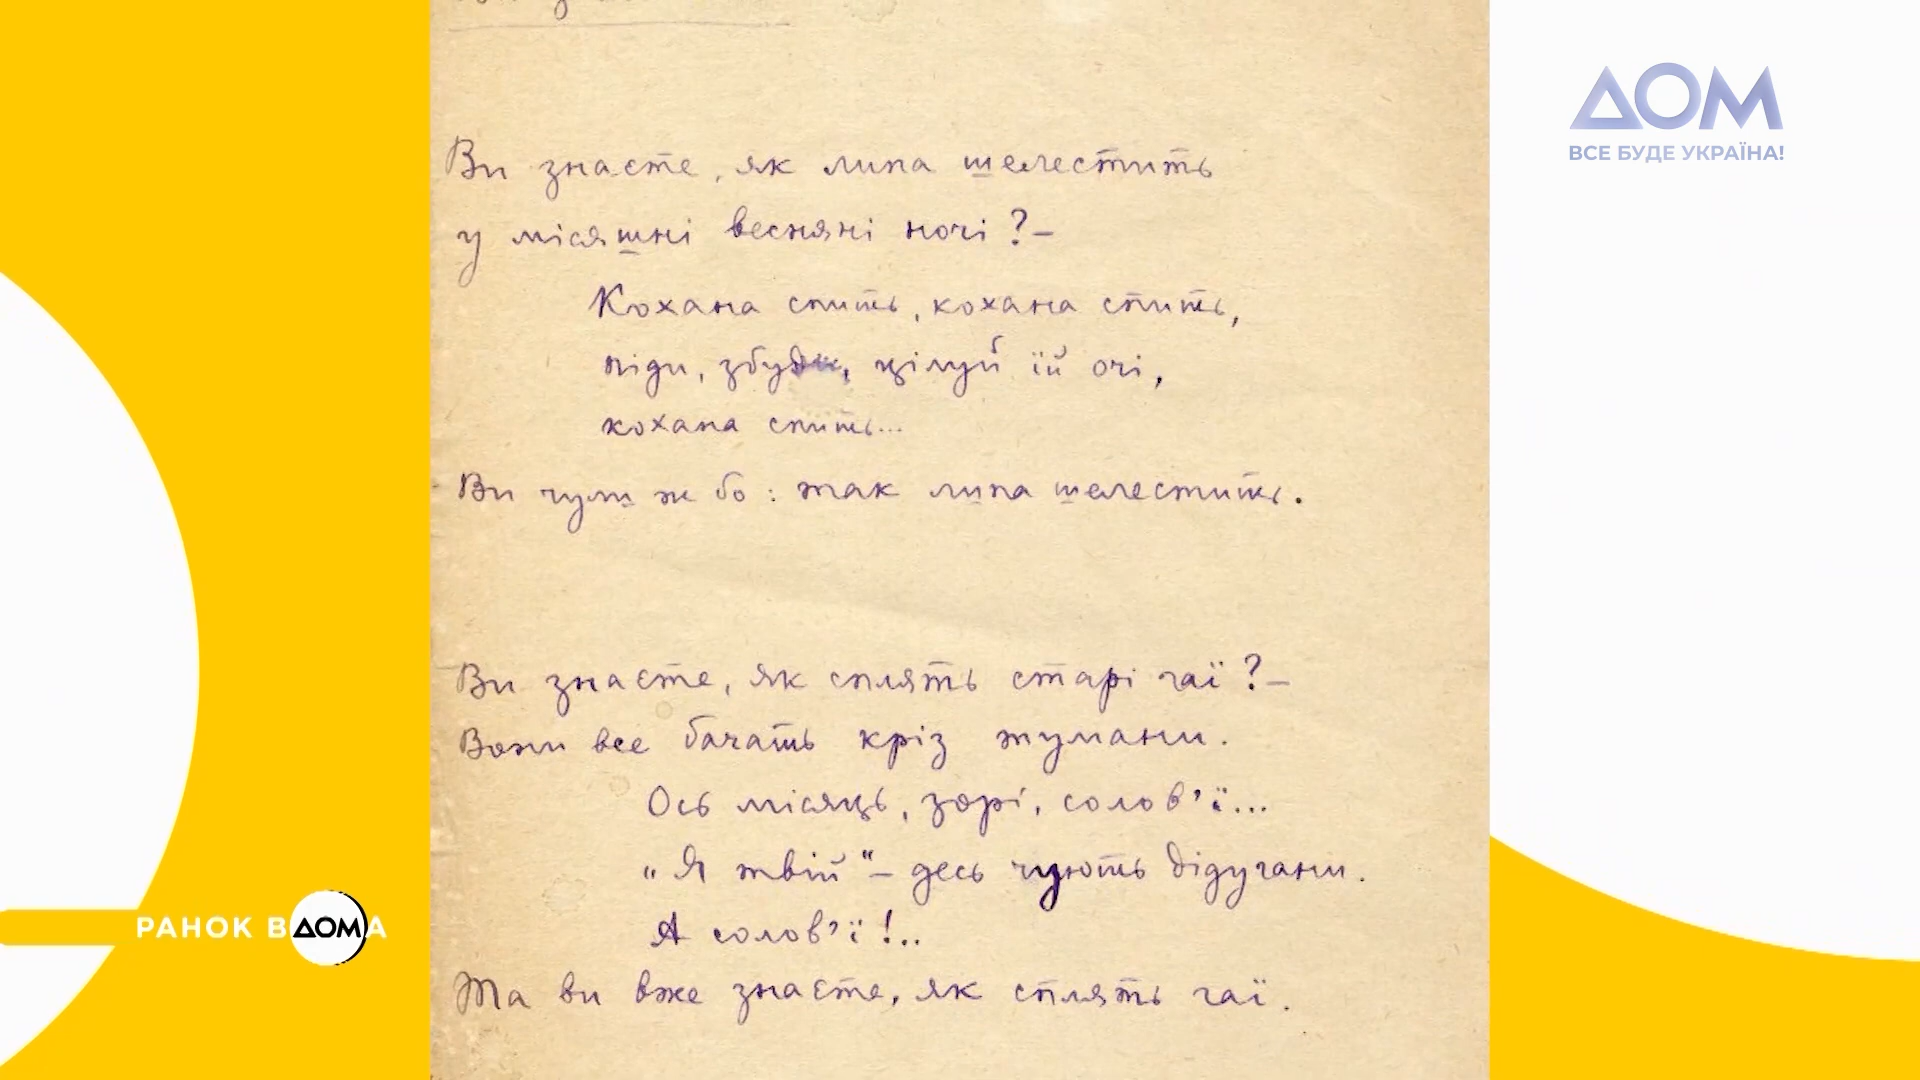 ДОМ
ВСЕ БУДЕ УКРАЇНА!
Ви знаєте, як липа шелестить
у місяшні весняні ночі? –
Кохана спить, кохана спить,
піди, збуди, цілуй їй очі,
кохана спить...
Ви чули ж бо: так липа шелестить.
Ви знаєте, як сплять старі гаї? –
Вони все бачать крізь тумани.
Ось місяць, зорі, солов'ї...
„Я твій" – десь чують дідугани.
А солов'ї!..
Та ви вже знаєте, як сплять гаї.
РАНОК ВДОМА